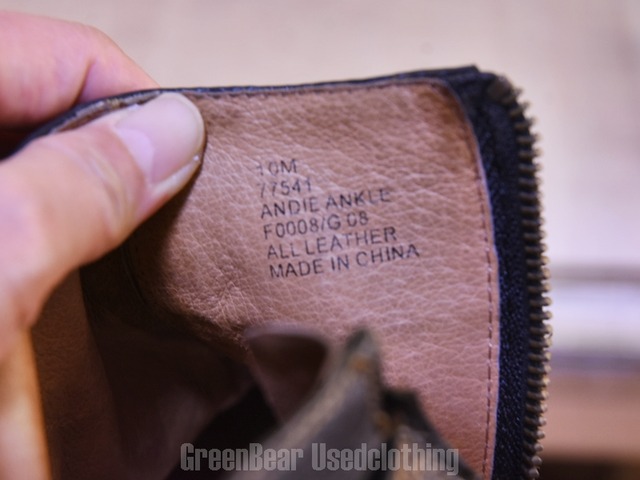 10M
77541
ANDIE ANKLE
F0008/G 08
ALL LEATHER
MADE IN CHINA
GreenBear Usedclothing